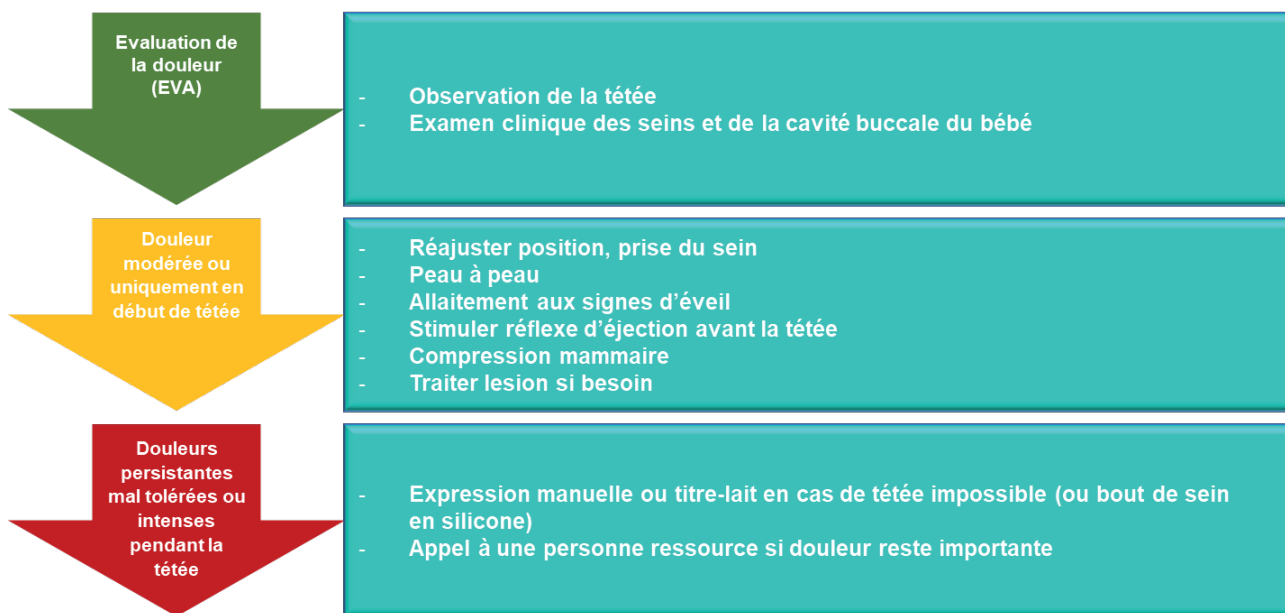 Evaluation de
la douleur
(EVA)
- Observation de la tétée
- Examen clinique des seins et de la cavité buccale du bébé
Douleur
modérée ou
uniquement en
début de tétée
- Réajuster position, prise du sein
- Peau à peau
- Allaitement aux signes d’éveil
- Stimuler réflexe d’éjection avant la tétée
- Compression mammaire
- Traiter lesion si besoin
Douleurs
persistantes
mal tolérées ou
intenses
pendant la
tétée
- Expression manuelle ou titre-lait en cas de tétée impossible (ou bout de sein
en silicone)
- Appel à une personne ressource si douleur reste importante